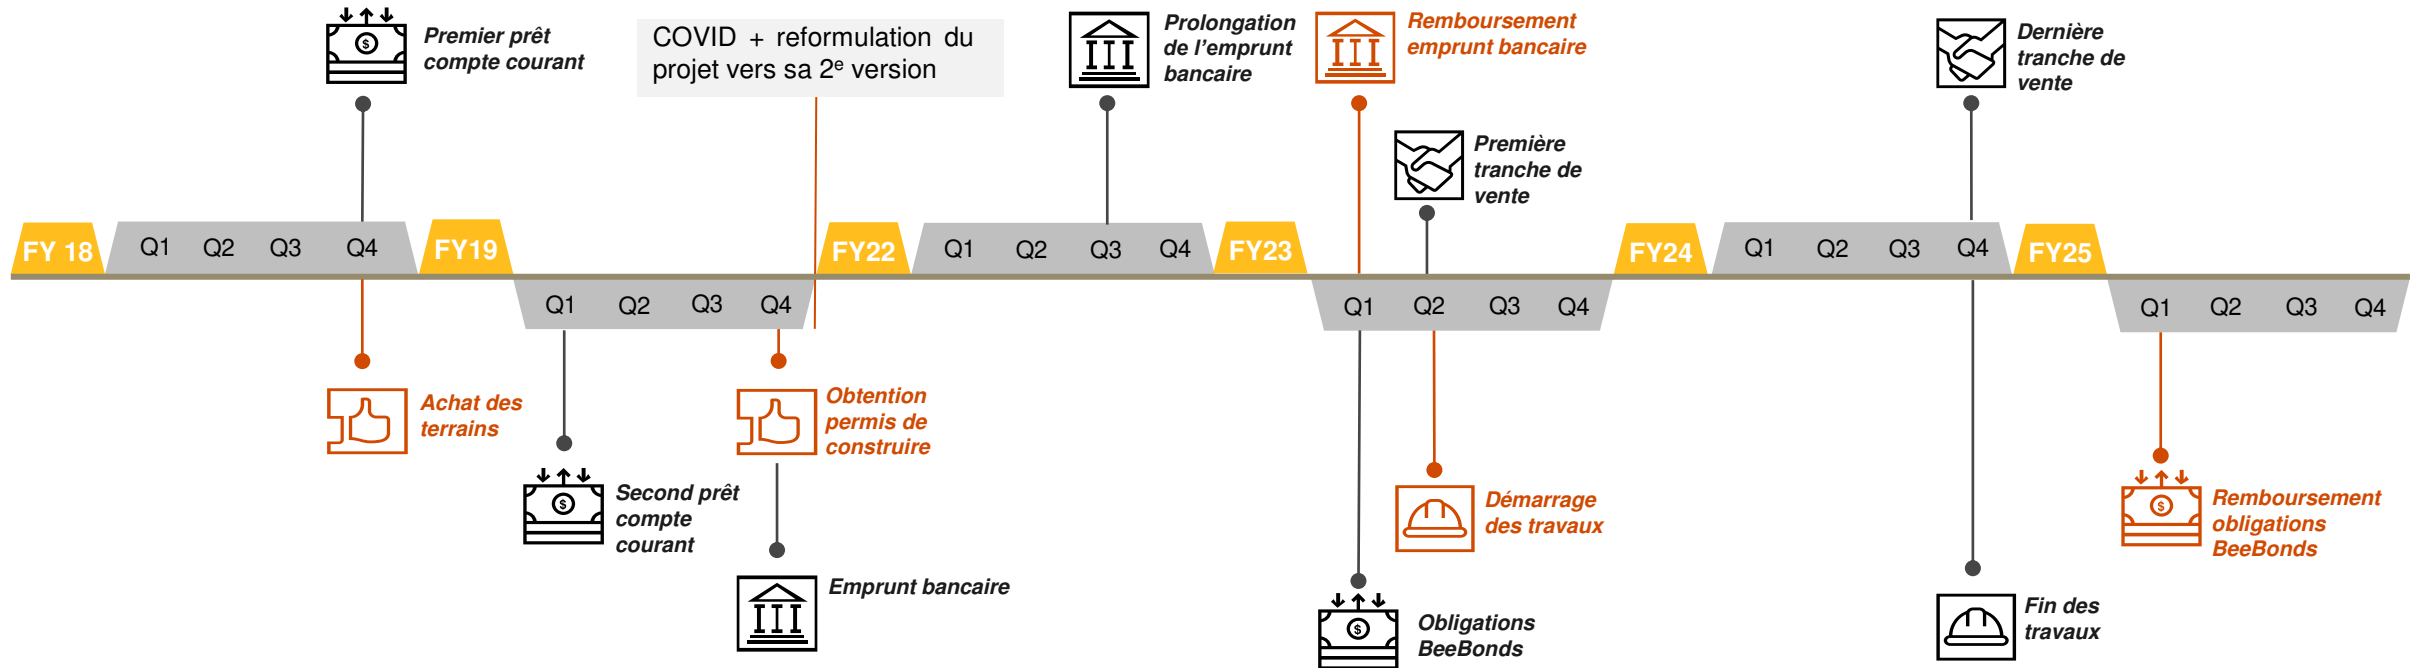 Premier prêt
compte courant
COVID + reformulation du
projet vers sa 2e version
Prolongation
de l’emprunt
bancaire
Remboursement
emprunt bancaire
Première
tranche de
vente
Dernière
tranche de
vente
FY 18
Q1 Q2 Q3 Q4
FY19
Q1 Q2 Q3 Q4
FY22
Q1 Q2 Q3 Q4
FY23
Q1 Q2 Q3 Q4
FY24
Q1 Q2 Q3 Q4
FY25
Q1 Q2 Q3 Q4
Achat des
terrains
Second prêt
compte
courant
Obtention
permis de
construire
Emprunt bancaire
Obligations
BeeBonds
Démarrage
des travaux
Fin des
travaux
Remboursement
obligations
BeeBonds